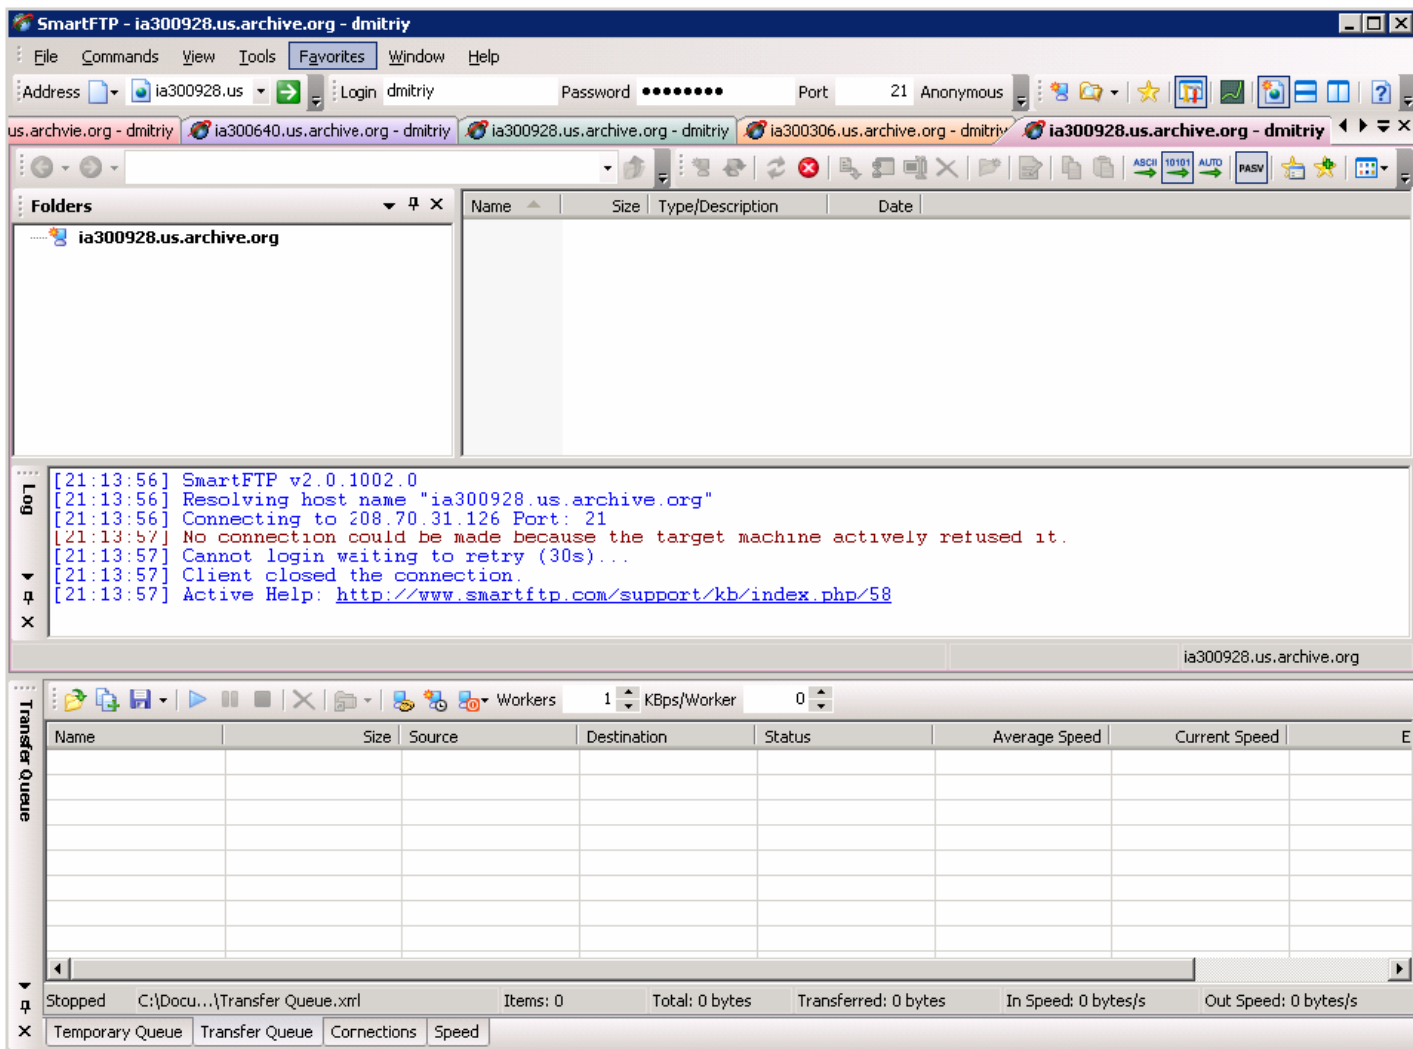 SmartFTP - ia300928.us.archive.org - dmitriy
File Commands View Tools Favorites Window Help
Address ia300928.us Login dmitriy Password •••••••• Port 21 Anonymous
us.archvie.org - dmitriy ia300640.us.archive.org - dmitriy ia300928.us.archive.org - dmitriy ia300306.us.archive.org - dmitriy ia300928.us.archive.org - dmitriy
ASCII 10101 AUTO PASV
Folders Name Size Type/Description Date
ia300928.us.archive.org
Log
[21:13:56] SmartFTP v2.0.1002.0
[21:13:56] Resolving host name "ia300928.us.archive.org"
[21:13:56] Connecting to 208.70.31.126 Port: 21
[21:13:57] No connection could be made because the target machine actively refused it.
[21:13:57] Cannot login waiting to retry (30s)...
[21:13:57] Client closed the connection.
[21:13:57] Active Help: http://www.smartftp.com/support/kb/index.php/58
ia300928.us.archive.org
Transfer Queue
Workers 1 KBps/Worker 0
Name Size Source Destination Status Average Speed Current Speed E
Stopped C:\Docu...\Transfer Queue.xml Items: 0 Total: 0 bytes Transferred: 0 bytes In Speed: 0 bytes/s Out Speed: 0 bytes/s
Temporary Queue Transfer Queue Connections Speed